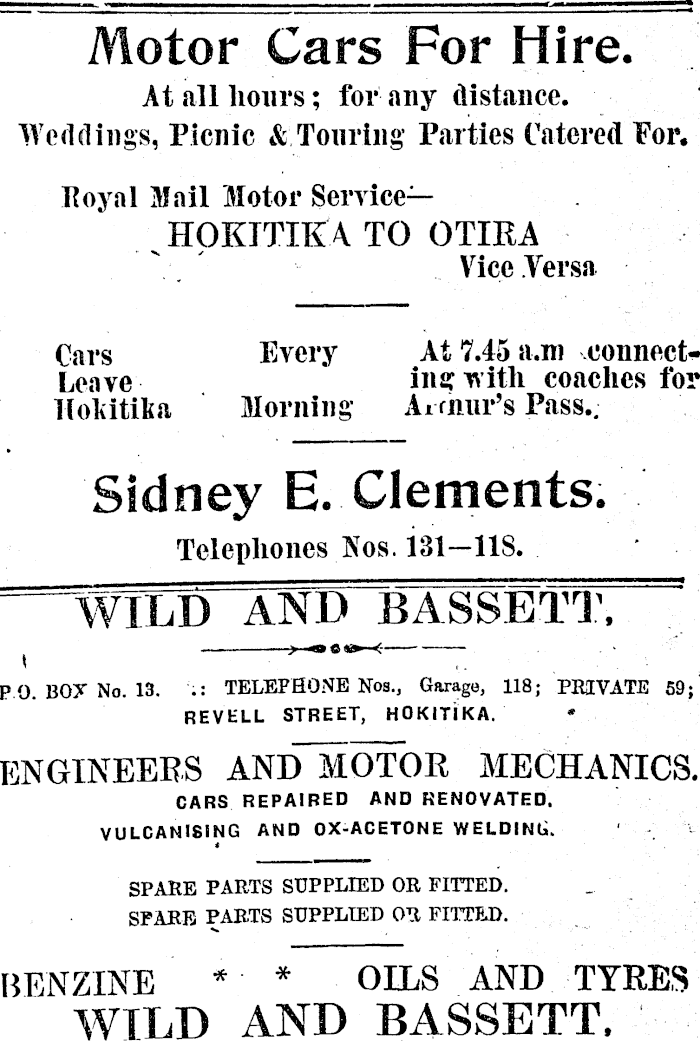 Motor Cars For Hire.
At all hours; for any distance.
Weddings, Picnic & Touring Parties Catered For.
Royal Mail Motor Service—
HOKITIKA TO OTIRA
Vice Versa
Cars Every At 7.45 a.m connect-
Leave ing with coaches for
Hokitika Morning Arthur's Pass.
Sidney E. Clements.
Telephones Nos. 131—118.
WILD AND BASSETT,
P.O. BOX No. 13. .: TELEPHONE Nos., Garage, 118; PRIVATE 59;
REVELL STREET, HOKITIKA.
ENGINEERS AND MOTOR MECHANICS.
CARS REPAIRED AND RENOVATED.
VULCANISING AND OX-ACETONE WELDING.
SPARE PARTS SUPPLIED OR FITTED.
SPARE PARTS SUPPLIED OR FITTED.
BENZINE * * OILS AND TYRES
WILD AND BASSETT.